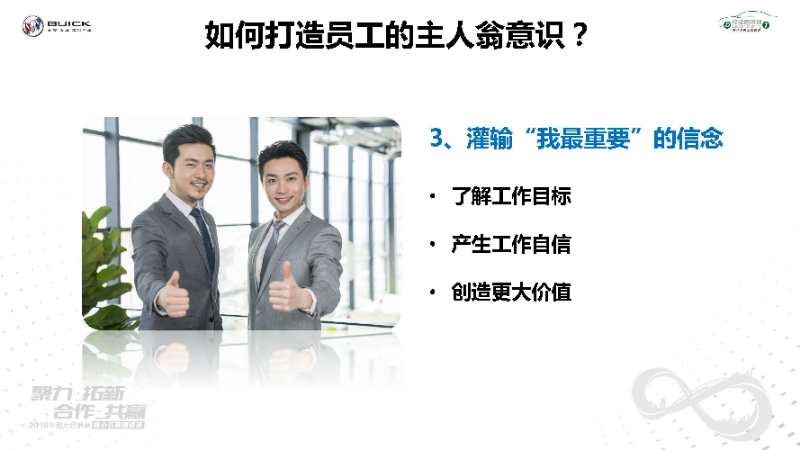 BUICK
如何打造员工的主人翁意识？
3、灌输“我最重要”的信念
• 了解工作目标
• 产生工作自信
• 创造更大价值
聚力 拓新
合作 共赢